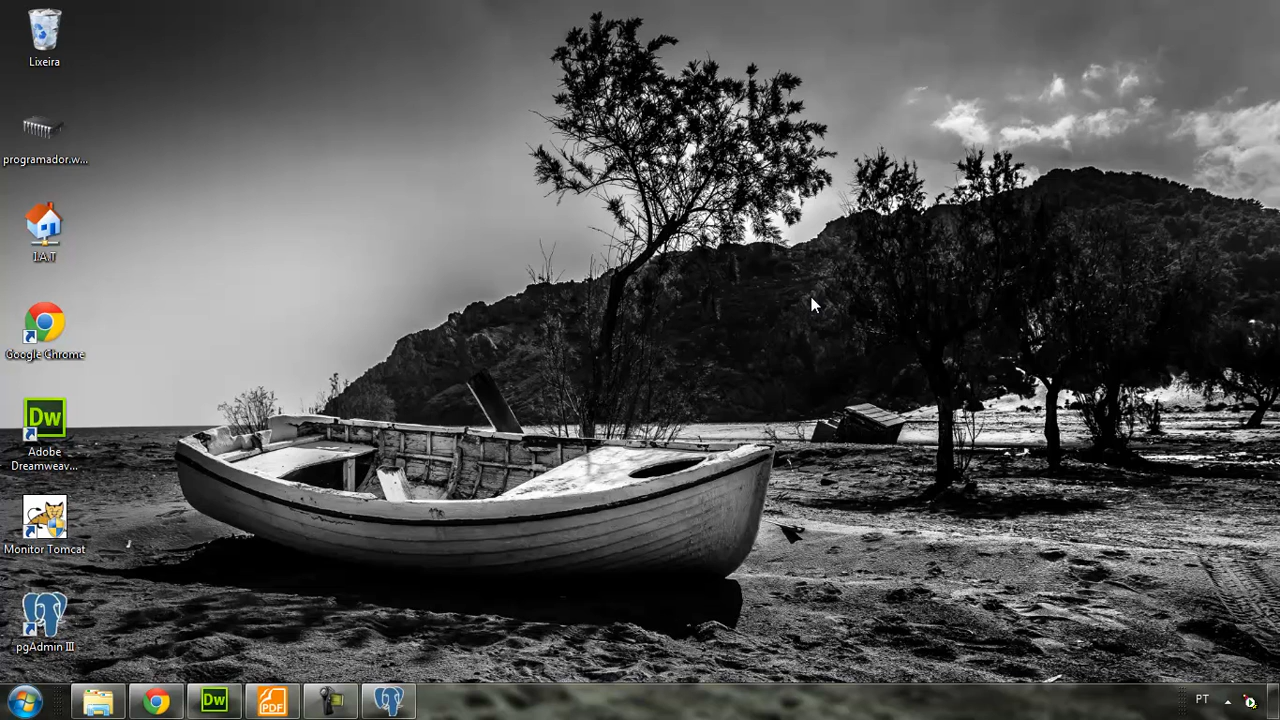 Lixeira
programador.w...
I.A.T
Google Chrome
Dw
Adobe
Dreamweav...
Monitor Tomcat
pgAdmin III
Dw
PDF
PT